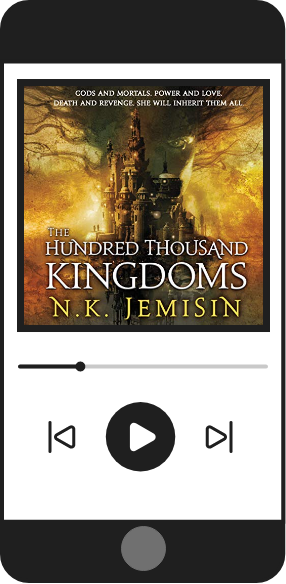 GODS AND MORTALS. POWER AND LOVE.
DEATH AND REVENGE. SHE WILL INHERIT THEM ALL.
THE
HUNDRED THOUSAND
KINGDOMS
N.K. JEMISIN